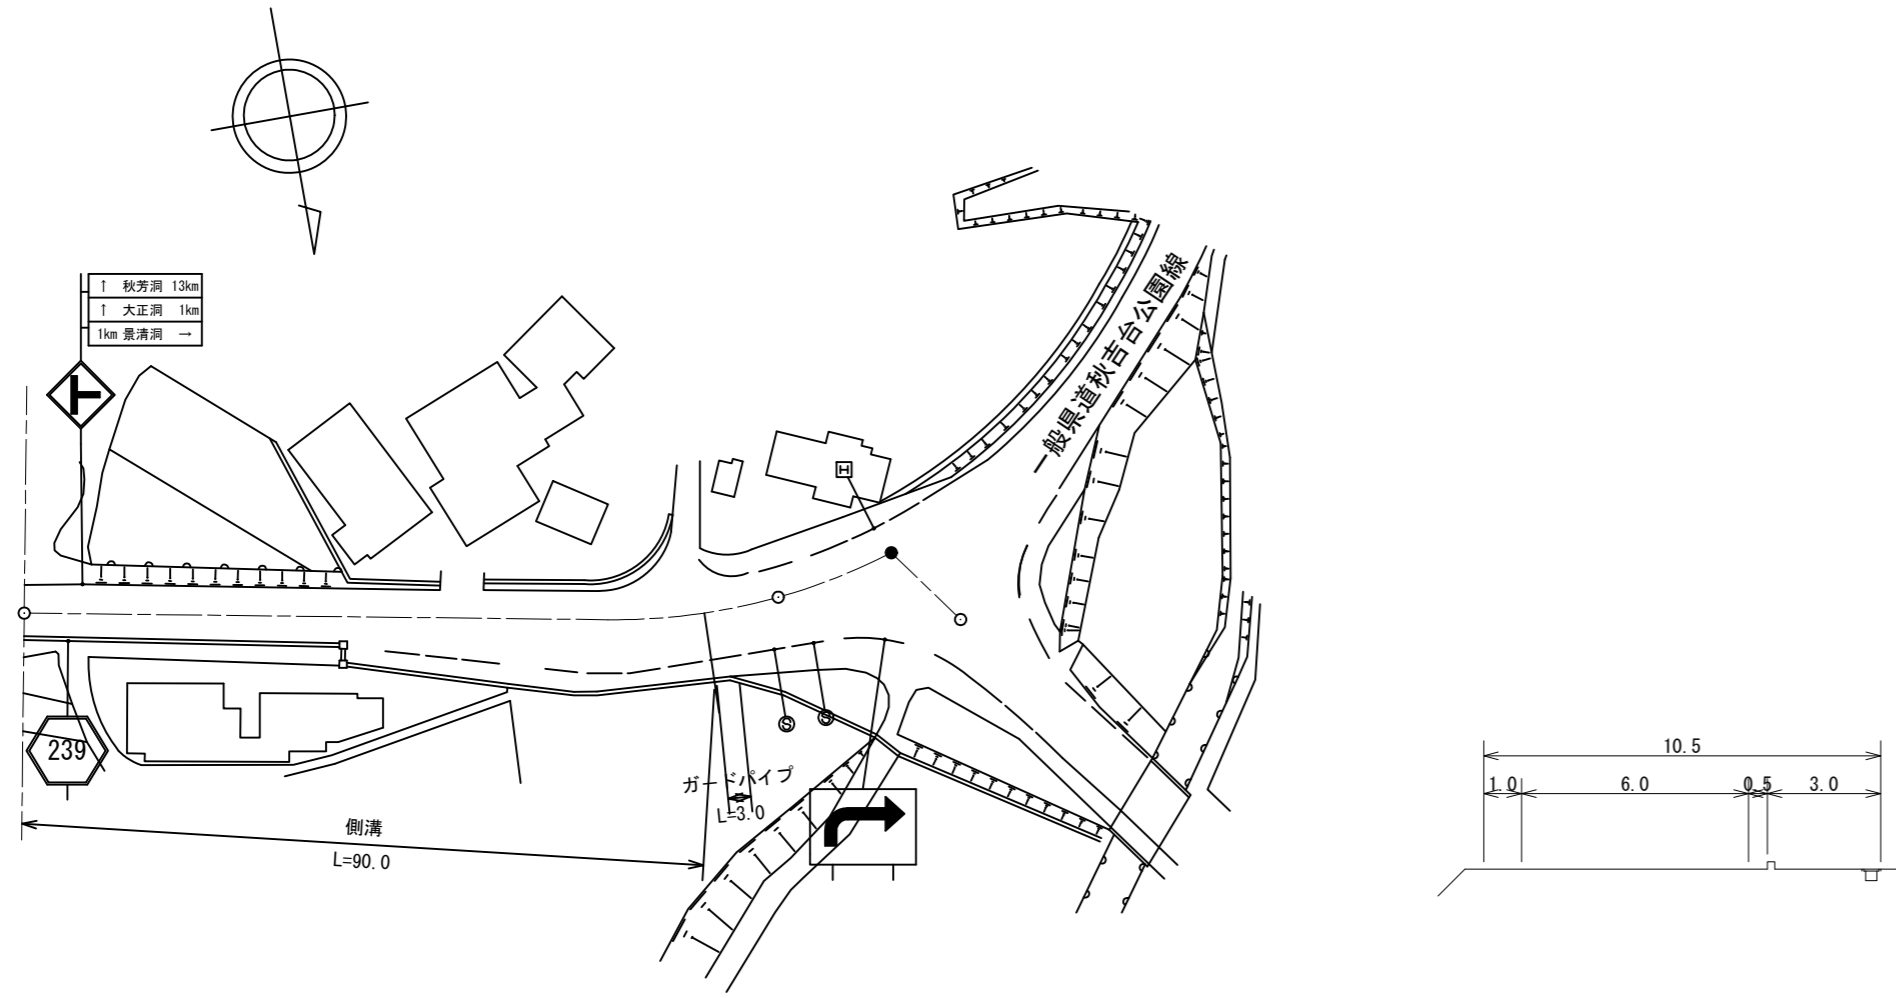 ↑ 秋芳洞 13km
↑ 大正洞 1km
1km 景清洞 →
一般県道秋吉台公園線
H
S
S
239
ガードパイプ
L=3.0
側溝
L=90.0
10.5
1.0 6.0 0.5 3.0